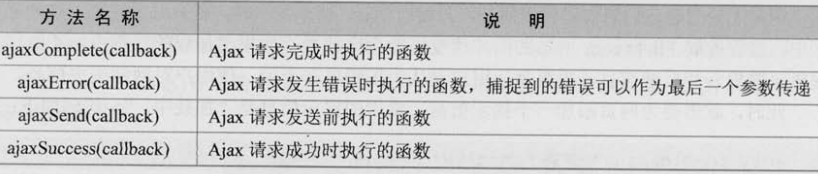 方法名称 说明
ajaxComplete(callback) Ajax 请求完成时执行的函数
ajaxError(callback) Ajax 请求发生错误时执行的函数，捕捉到的错误可以作为最后一个参数传递
ajaxSend(callback) Ajax 请求发送前执行的函数
ajaxSuccess(callback) Ajax 请求成功时执行的函数